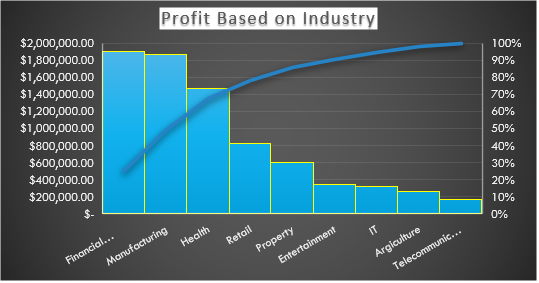 Profit Based on Industry
$2,000,000.00
$1,800,000.00
$1,600,000.00
$1,400,000.00
$1,200,000.00
$1,000,000.00
$800,000.00
$600,000.00
$400,000.00
$200,000.00
$-
100%
90%
80%
70%
60%
50%
40%
30%
20%
10%
0%
Financial...
Manufacturing
Health
Retail
Property
Entertainment
IT
Argiculture
Telecommunic...